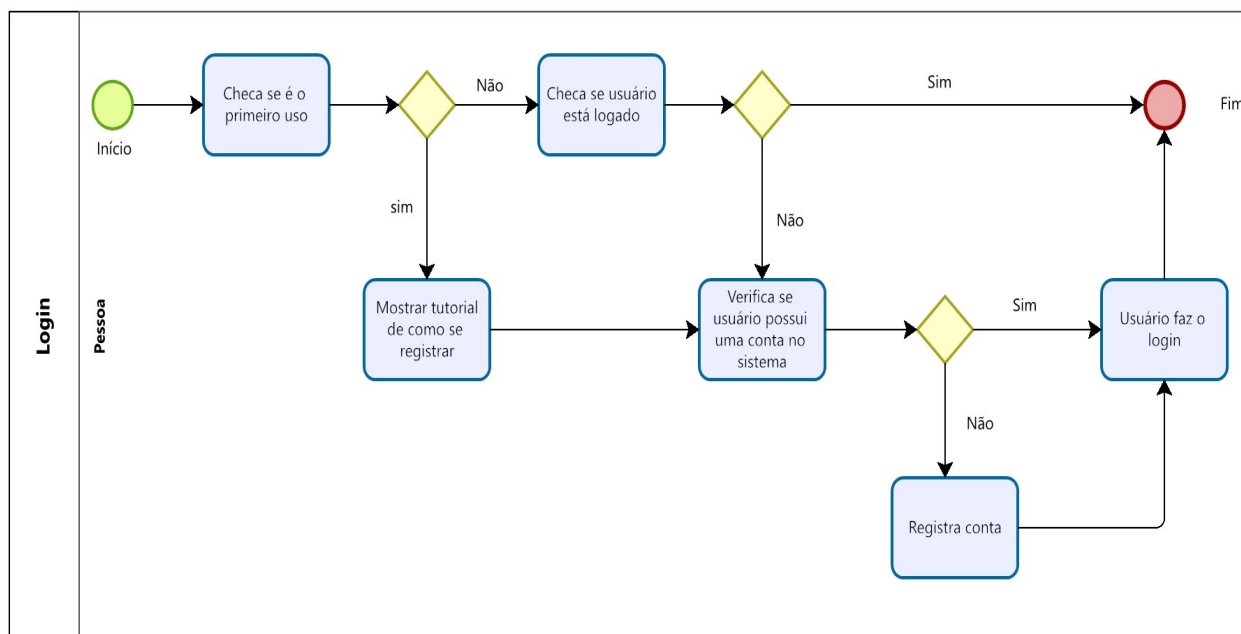 Login
Pessoa
Início
Checa se é o
primeiro uso
Não
sim
Checa se usuário
está logado
Sim
Não
Fim
Mostrar tutorial
de como se
registrar
Verifica se
usuário possui
uma conta no
sistema
Sim
Não
Usuário faz o
login
Registra conta